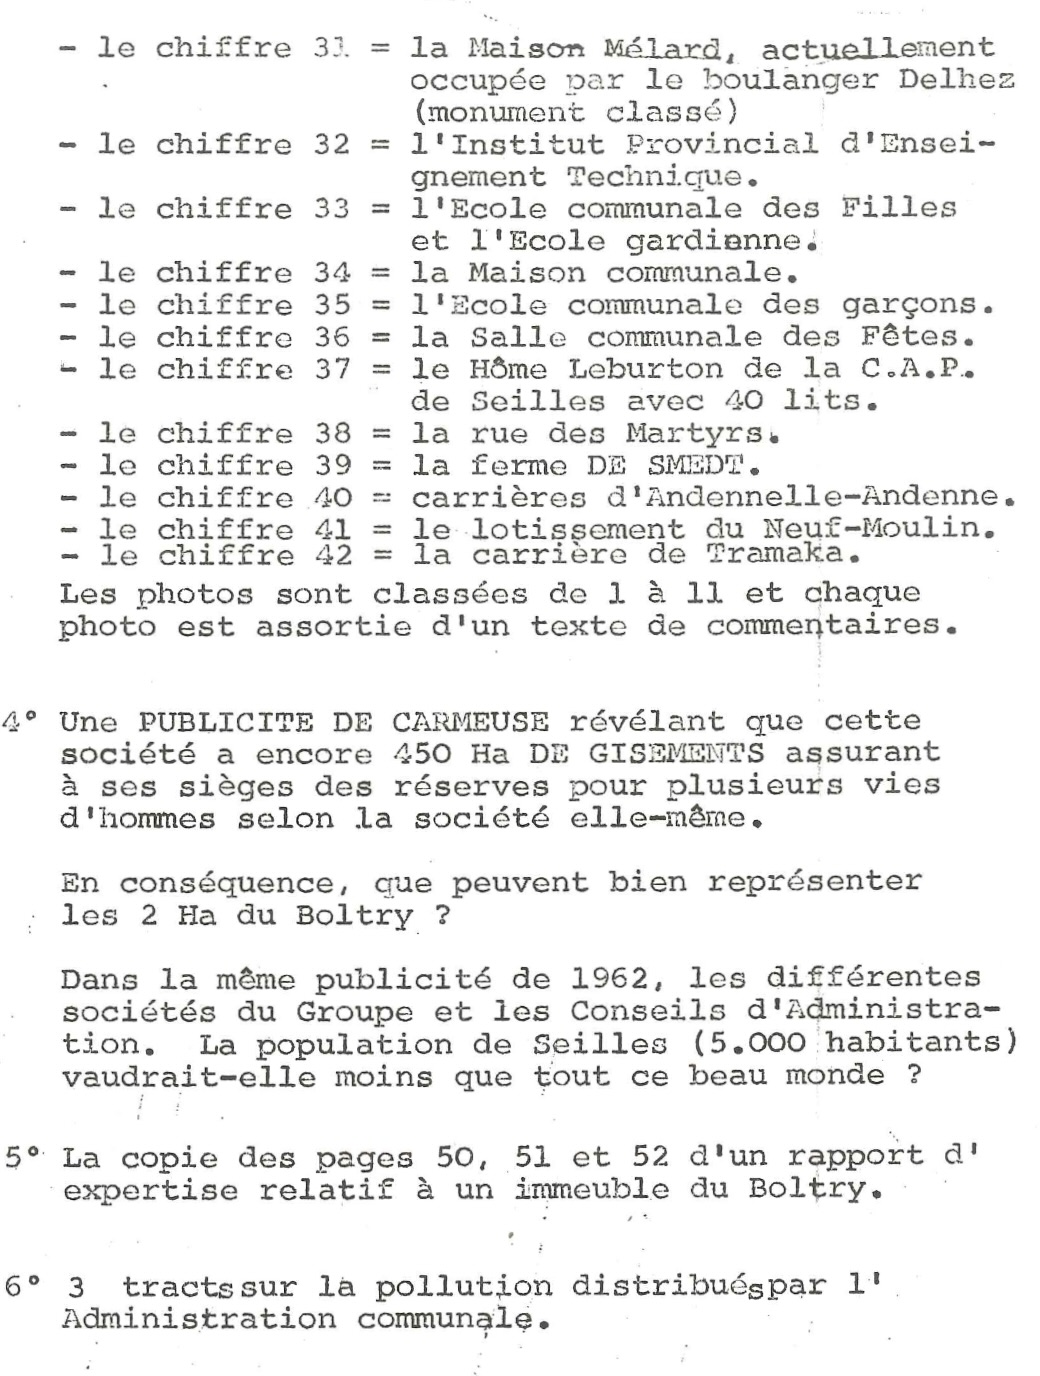 - le chiffre 31 = la Maison Mélard, actuellement
occupée par le boulanger Delhez
(monument classé)
- le chiffre 32 = l'Institut Provincial d'Ensei-
gnement Technique.
- le chiffre 33 = l'Ecole communale des Filles
et l'Ecole gardienne.
- le chiffre 34 = la Maison communale.
- le chiffre 35 = l'Ecole communale des garçons.
- le chiffre 36 = la Salle communale des Fêtes.
- le chiffre 37 = le Hôme Leburton de la C.A.P.
de Seilles avec 40 lits.
- le chiffre 38 = la rue des Martyrs.
- le chiffre 39 = la ferme DE SMEDT.
- le chiffre 40 = carrières d'Andennelle-Andenne.
- le chiffre 41 = le lotissement du Neuf-Moulin.
- le chiffre 42 = la carrière de Tramaka.
Les photos sont classées de 1 à 11 et chaque
photo est assortie d'un texte de commentaires.
4° Une PUBLICITE DE CARMEUSE révélant que cette
société a encore 450 Ha DE GISEMENTS assurant
à ses sièges des réserves pour plusieurs vies
d'hommes selon la société elle-même.
En conséquence, que peuvent bien représenter
les 2 Ha du Boltry ?
Dans la même publicité de 1962, les différentes
sociétés du Groupe et les Conseils d'Administra-
tion. La population de Seilles (5.000 habitants)
vaudrait-elle moins que tout ce beau monde ?
5° La copie des pages 50, 51 et 52 d'un rapport d'
expertise relatif à un immeuble du Boltry.
6° 3 tracts sur la pollution distribués par l'
Administration communale.